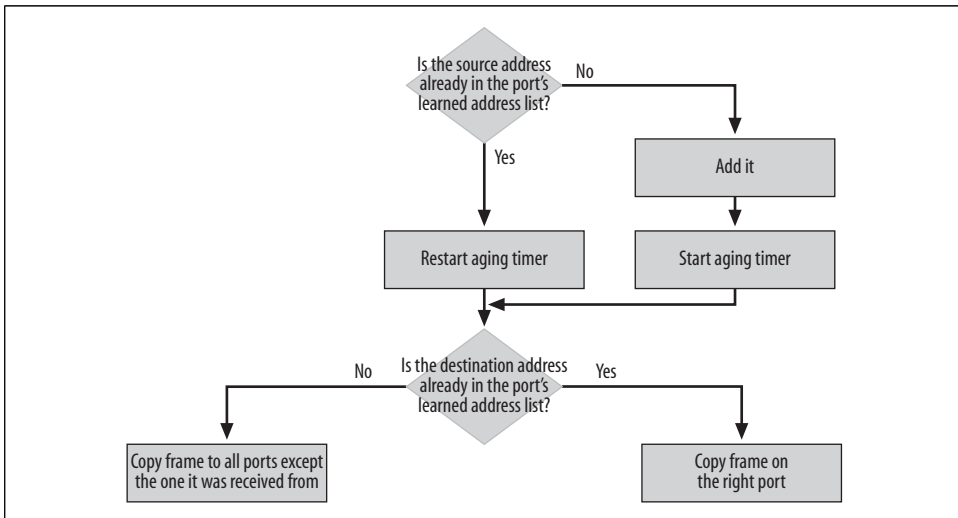 Is the source address
already in the port's
learned address list?
No
Yes
Add it
Restart aging timer
Start aging timer
Is the destination address
already in the port's
learned address list?
No
Yes
Copy frame to all ports except
the one it was received from
Copy frame on
the right port